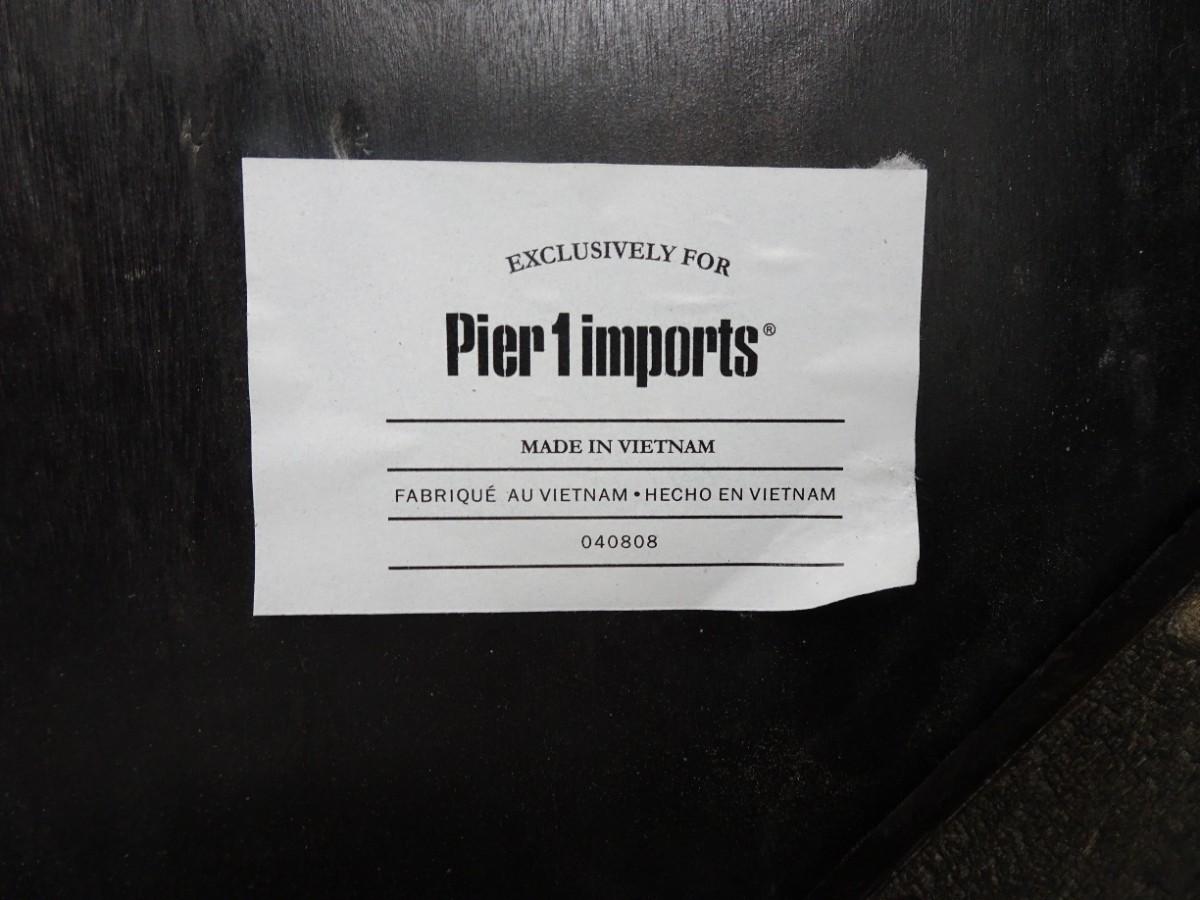 EXCLUSIVELY FOR
Pier 1 imports®
MADE IN VIETNAM
FABRIQUÉ AU VIETNAM • HECHO EN VIETNAM
040808